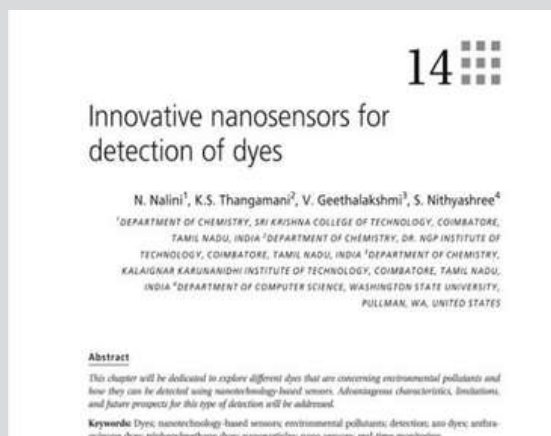 14
Innovative nanosensors for
detection of dyes
N. Nalini1, K.S. Thangamani2, V. Geethalakshmi3, S. Nithyashree4
1DEPARTMENT OF CHEMISTRY, SRI KRISHNA COLLEGE OF TECHNOLOGY, COIMBATORE,
TAMIL NADU, INDIA 2DEPARTMENT OF CHEMISTRY, DR. NGP INSTITUTE OF
TECHNOLOGY, COIMBATORE, TAMIL NADU, INDIA 3DEPARTMENT OF CHEMISTRY,
KALAIGNAR KARUNANIDHI INSTITUTE OF TECHNOLOGY, COIMBATORE, TAMIL NADU,
INDIA 4DEPARTMENT OF COMPUTER SCIENCE, WASHINGTON STATE UNIVERSITY,
PULLMAN, WA, UNITED STATES
Abstract
This chapter will be dedicated to explore different dyes that are concerning environmental pollutants and
how they can be detected using nanotechnology-based sensors. Advantageous characteristics, limitations,
and future prospects for this type of detection will be addressed.
Keywords: Dyes; nanotechnology-based sensors; environmental pollutants; detection; azo dyes; anthra-